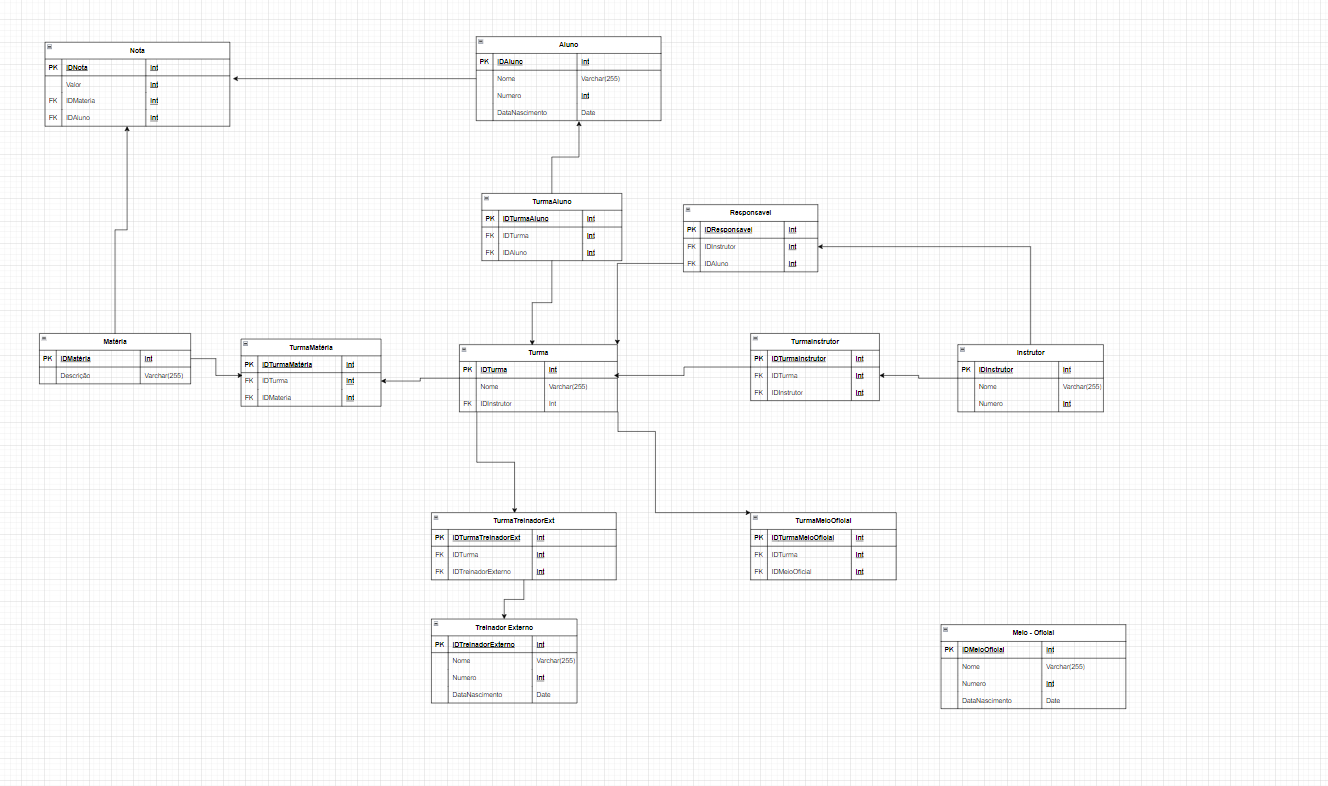 Nota
PK IDNota Int
Valor Int
FK IDMateria Int
FK IDAluno Int
Aluno
PK IDAluno Int
Nome Varchar(255)
Numero Int
DataNascimento Date
TurmaAluno
PK IDTurmaAluno Int
FK IDTurma Int
FK IDAluno Int
Responsavel
PK IDResponsavel Int
FK IDInstrutor Int
FK IDAluno Int
Matéria
PK IDMatéria Int
Descrição Varchar(255)
TurmaMatéria
PK IDTurmaMatéria Int
FK IDTurma Int
FK IDMateria Int
Turma
PK IDTurma Int
Nome Varchar(255)
FK IDInstrutor Int
TurmaInstrutor
PK IDTurmaInstrutor Int
FK IDTurma Int
FK IDInstrutor Int
Instrutor
PK IDInstrutor Int
Nome Varchar(255)
Numero Int
TurmaTreinadorExt
PK IDTurmaTreinadorExt Int
FK IDTurma Int
FK IDTreinadorExterno Int
TurmaMeioOficial
PK IDTurmaMeioOficial Int
FK IDTurma Int
FK IDMeioOficial Int
Treinador Externo
PK IDTreinadorExterno Int
Nome Varchar(255)
Numero Int
DataNascimento Date
Meio - Oficial
PK IDMeioOficial Int
Nome Varchar(255)
Numero Int
DataNascimento Date